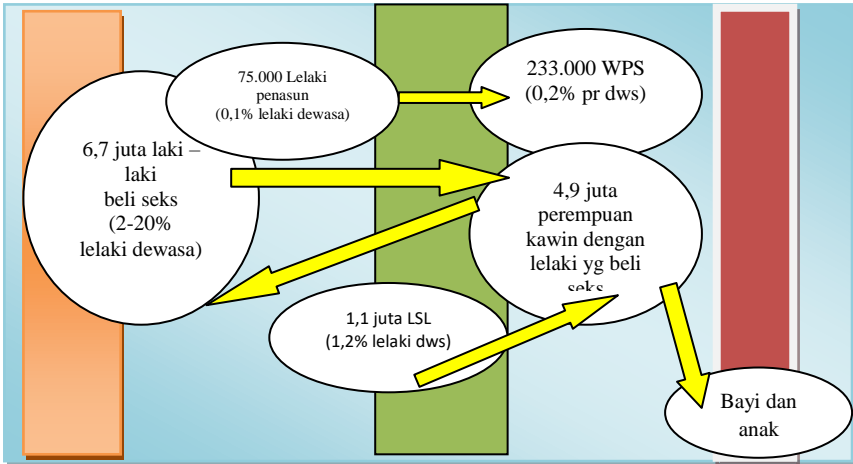 75.000 Lelaki
penasun
(0,1% lelaki dewasa)
233.000 WPS
(0,2% pr dws)
6,7 juta laki –
laki
beli seks
(2-20%
lelaki dewasa)
4,9 juta
perempuan
kawin dengan
lelaki yg beli
seks
1,1 juta LSL
(1,2% lelaki dws)
Bayi dan
anak